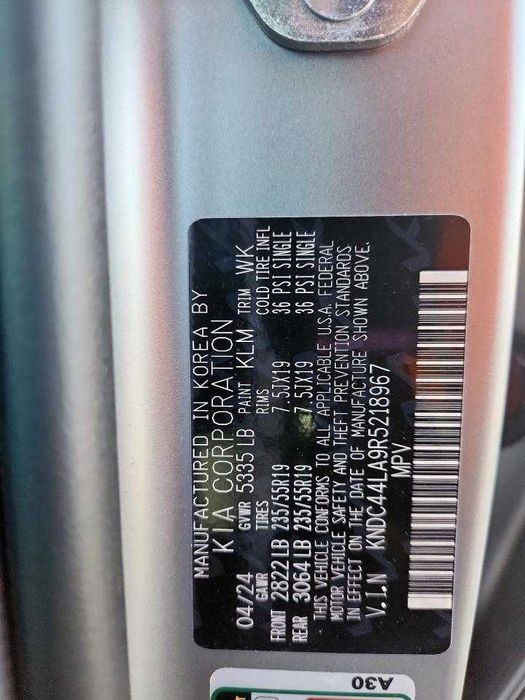 MANUFACTURED IN KOREA BY
KIA CORPORATION
04/24 GVWR 5335 LB PAINT KLM TRIM WK
GAWR TIRES RIMS COLD TIRE INFL
FRONT 2822 LB 235/55R19 7.5JX19 36 PSI SINGLE
REAR 3064 LB 235/55R19 7.5JX19 36 PSI SINGLE
THIS VEHICLE CONFORMS TO ALL APPLICABLE U.S.A. FEDERAL
MOTOR VEHICLE SAFETY AND THEFT PREVENTION STANDARDS
IN EFFECT ON THE DATE OF MANUFACTURE SHOWN ABOVE.
V.I.N KNDC44LA9R5218967
MPV
A30